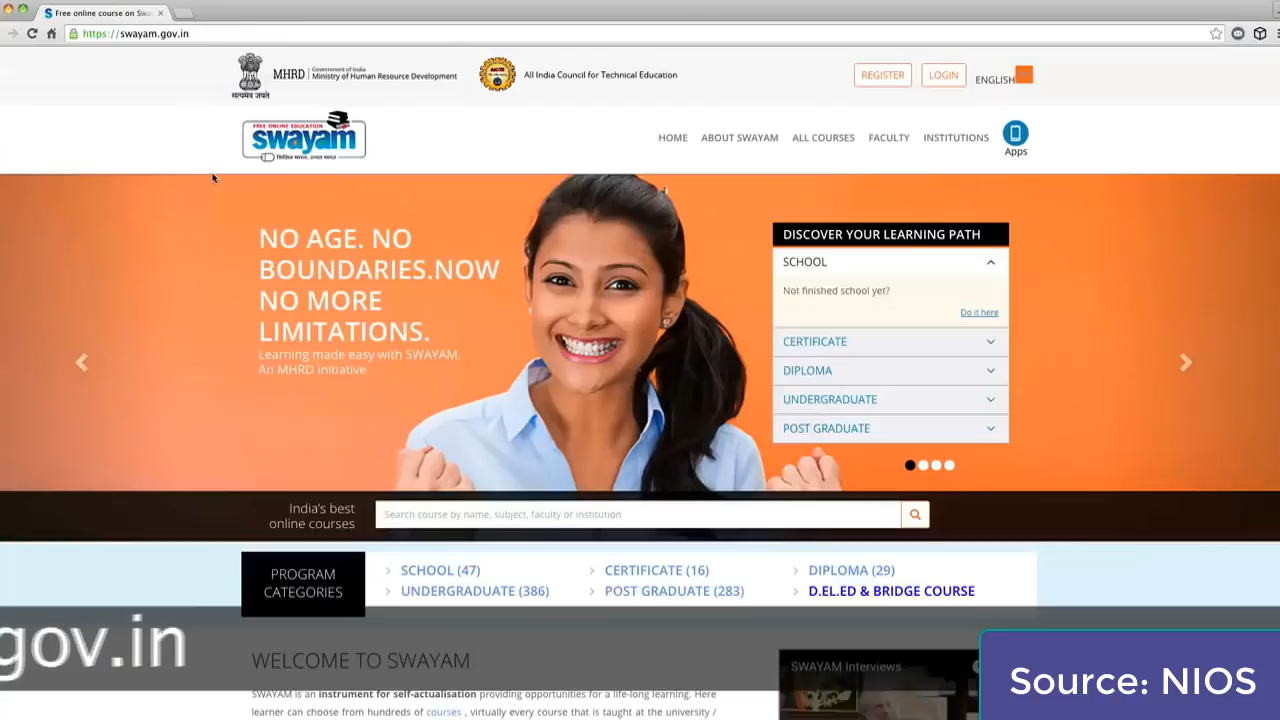 Free online course on Swa
https://swayam.gov.in
MHRD
Government of India
Ministry of Human Resource Development
सत्यमेव जयते
All India Council for Technical Education
REGISTER
LOGIN
ENGLISH
FREE ONLINE EDUCATION
swayam
शिक्षित भारत, उन्नत भारत
HOME
ABOUT SWAYAM
ALL COURSES
FACULTY
INSTITUTIONS
Apps
NO AGE. NO
BOUNDARIES.NOW
NO MORE
LIMITATIONS.
Learning made easy with SWAYAM,
An MHRD initiative
DISCOVER YOUR LEARNING PATH
SCHOOL
Not finished school yet?
Do it here
CERTIFICATE
DIPLOMA
UNDERGRADUATE
POST GRADUATE
India's best
online courses
Search course by name, subject, faculty or institution
PROGRAM
CATEGORIES
SCHOOL (47)
CERTIFICATE (16)
DIPLOMA (29)
UNDERGRADUATE (386)
POST GRADUATE (283)
D.EL.ED & BRIDGE COURSE
gov.in
WELCOME TO SWAYAM
SWAYAM Interviews
Source: NIOS
SWAYAM is an instrument for self-actualisation providing opportunities for a life-long learning. Here
learner can choose from hundreds of courses , virtually every course that is taught at the university /